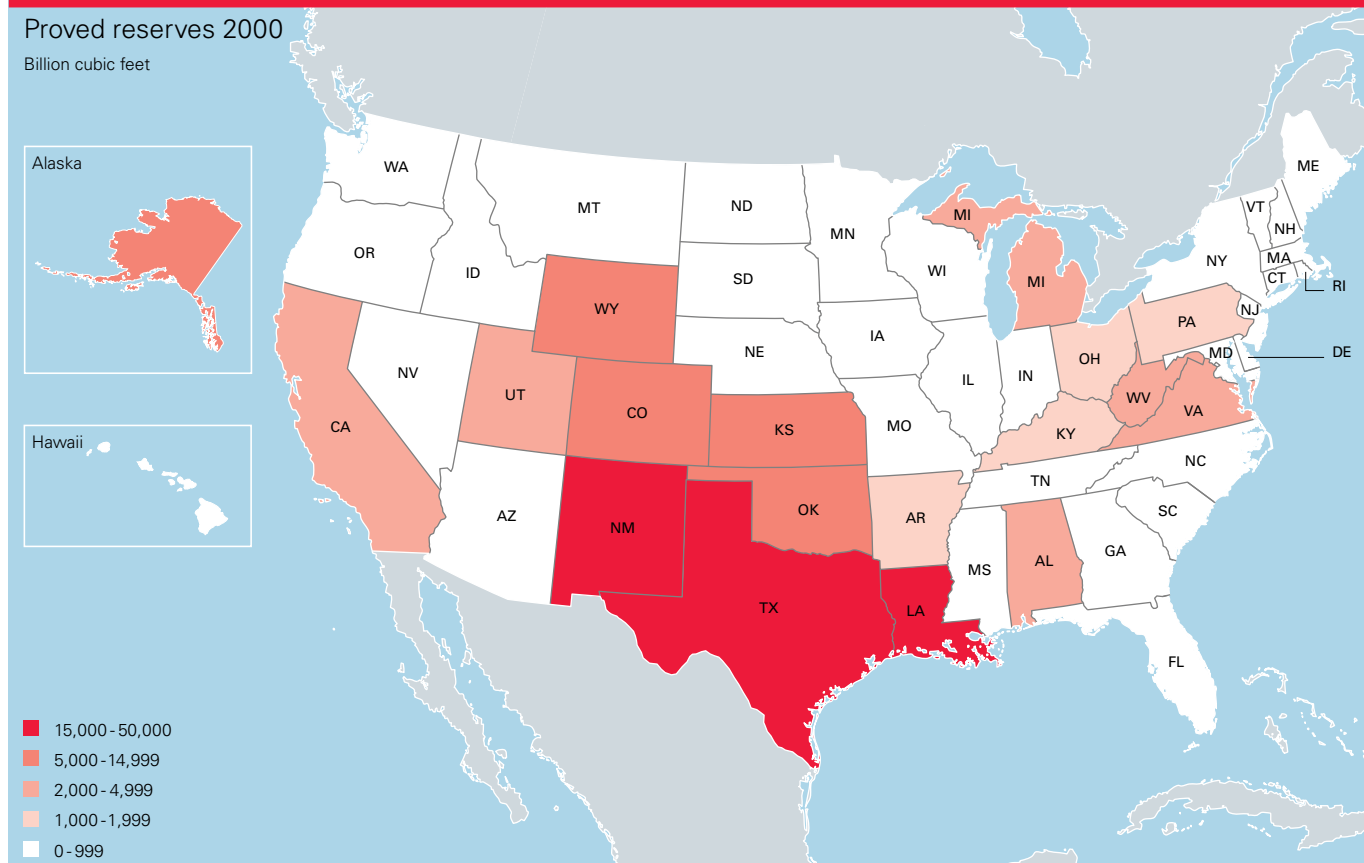 Proved reserves 2000
Billion cubic feet
Alaska
Hawaii
WA
MT
ND
MN
ME
VT
NH
OR
ID
SD
WI
MI
MI
NY
MA
CT
RI
WY
IA
PA
NJ
NE
OH
MD
DE
NV
UT
CO
IL
IN
WV
VA
CA
KS
MO
KY
NC
TN
AZ
NM
OK
AR
SC
MS
AL
GA
TX
LA
FL
15,000-50,000
5,000-14,999
2,000-4,999
1,000-1,999
0-999